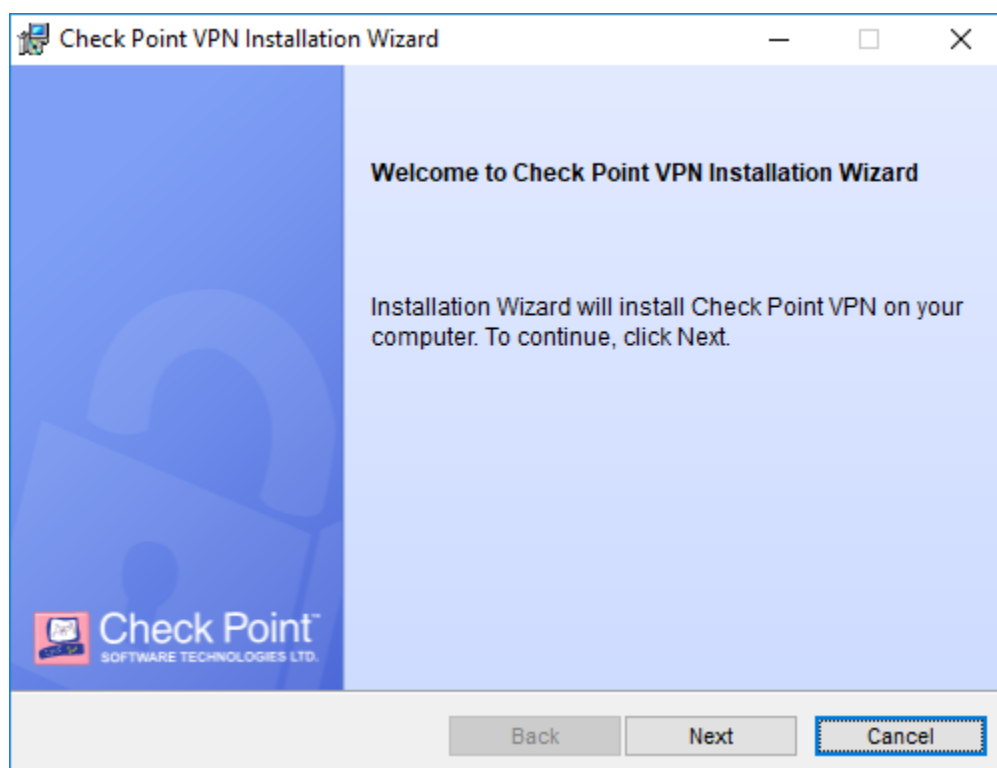 Check Point VPN Installation Wizard
Welcome to Check Point VPN Installation Wizard
Installation Wizard will install Check Point VPN on your
computer. To continue, click Next.
Check Point™
SOFTWARE TECHNOLOGIES LTD.
Back
Next
Cancel